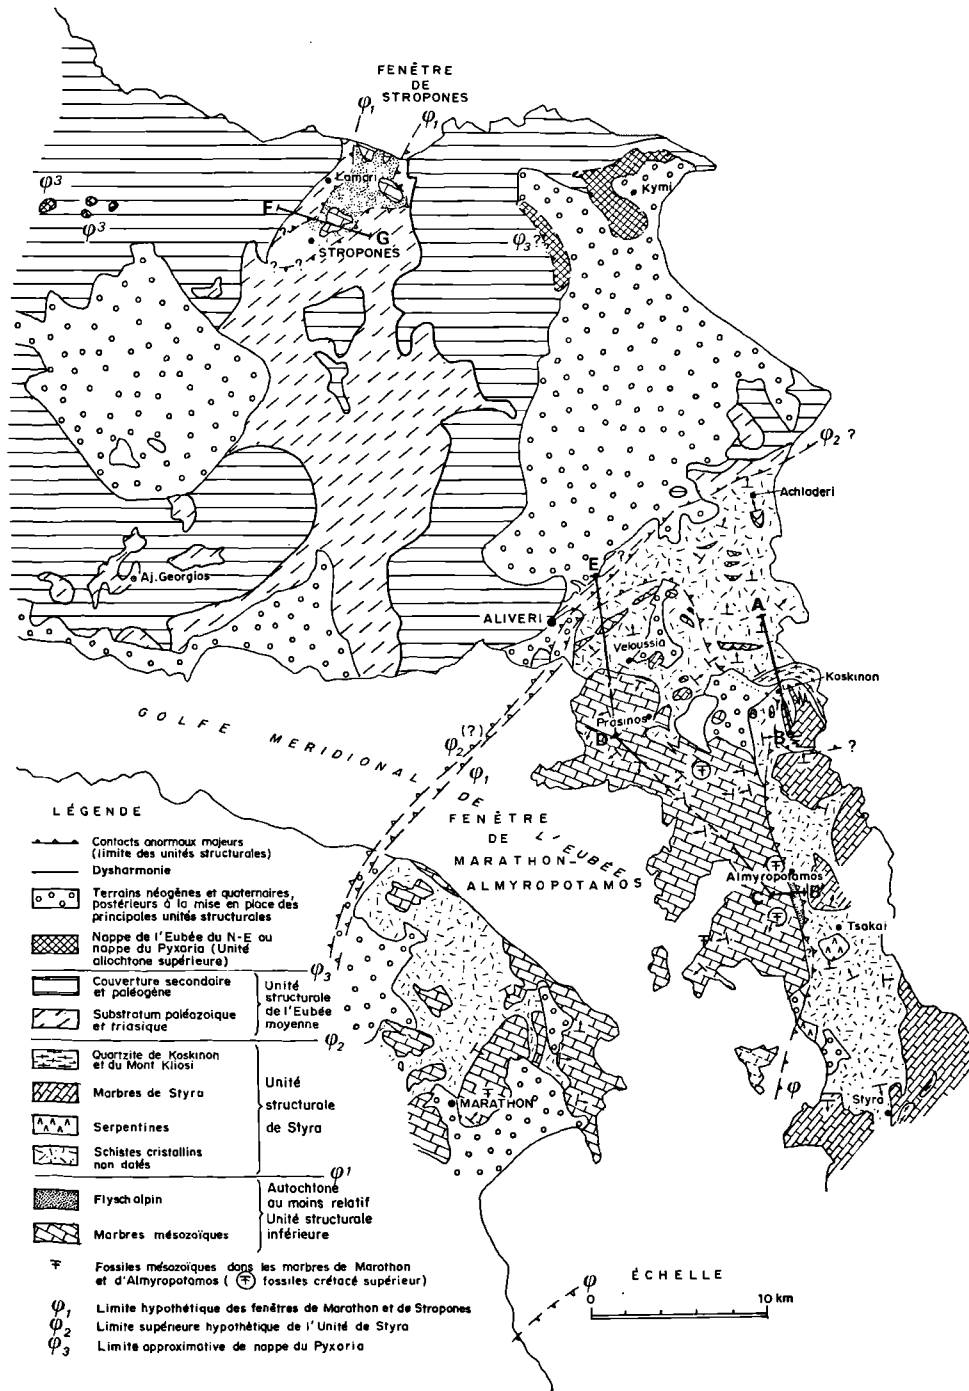 FENÊTRE
DE
STROPONES
φ1
φ1
Lamari
φ3
φ3
F
G
STROPONES
? ?
Kymi
φ3?
φ2 ?
Achladeri
E
A
Aj. Georgios
ALIVERI
Veloussia
Koskinon
Prasinos
D
B
?
GOLFE MERIDIONAL DE L'EUBÉE
φ2 (?)
φ1
FENÊTRE
DE
MARATHON-
ALMYROPOTAMOS
Almyropotamos
C
B'
Tsakai
φ
Styra
MARATHON
LÉGENDE
Contacts anormaux majeurs
(limite des unités structurales)
Dysharmonie
Terrains néogènes et quaternaires,
postérieurs à la mise en place des
principales unités structurales
Nappe de l'Eubée du N-E ou
nappe du Pyxaria (Unité
allochtone supérieure)
φ3
Couverture secondaire
et paléogène
Substratum paléozoique
et triasique
Unité
structurale
de l'Eubée
moyenne
φ2
Quartzite de Koskinon
et du Mont Kliosi
Marbres de Styra
Serpentines
Schistes cristallins
non datés
Unité
structurale
de Styra
φ1
Flysch alpin
Marbres mésozoïques
Autochtone
au moins relatif
Unité structurale
inférieure
Fossiles mésozoïques dans les marbres de Marathon
et d'Almyropotamos ( fossiles crétacé supérieur)
φ1 Limite hypothétique des fenêtres de Marathon et de Stropones
φ2 Limite supérieure hypothétique de l'Unité de Styra
φ3 Limite approximative de nappe du Pyxaria
φ
ÉCHELLE
0 10 km